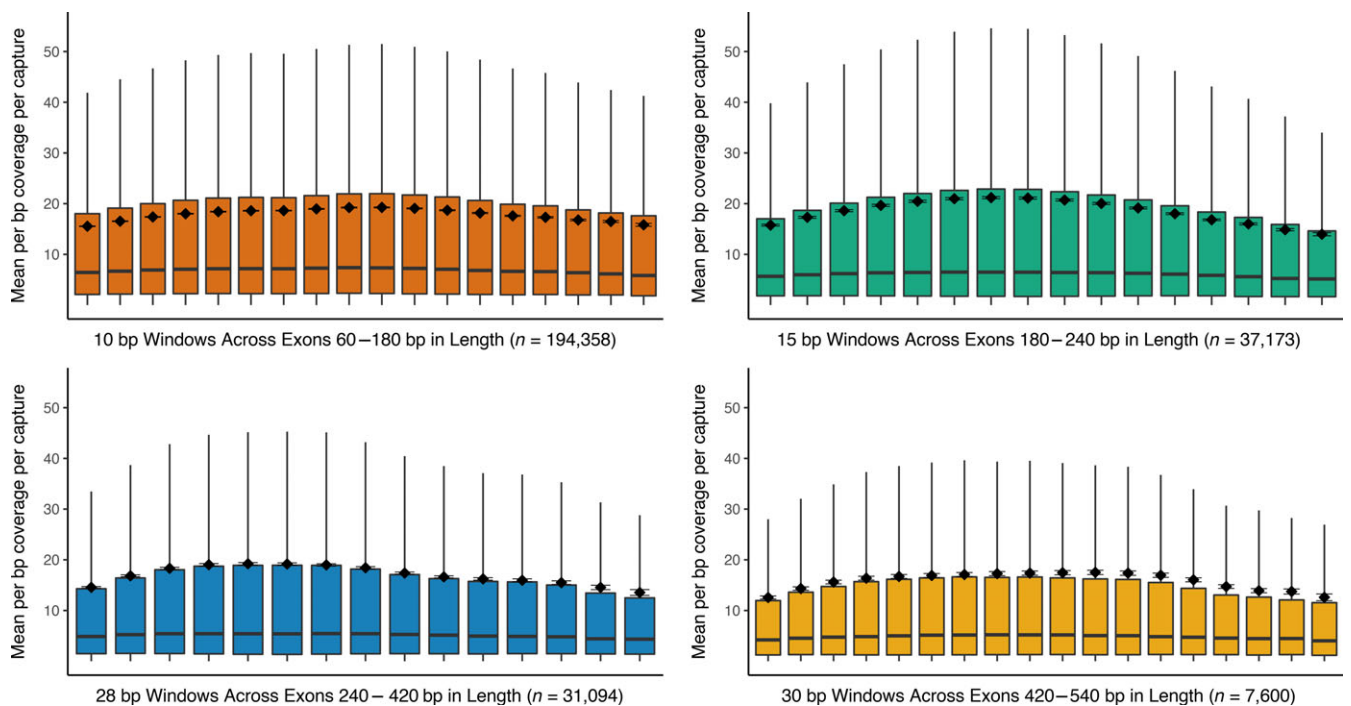 Mean per bp coverage per capture
50
40
30
20
10
10 bp Windows Across Exons 60–180 bp in Length (n = 194,358)
Mean per bp coverage per capture
50
40
30
20
10
15 bp Windows Across Exons 180–240 bp in Length (n = 37,173)
Mean per bp coverage per capture
50
40
30
20
10
28 bp Windows Across Exons 240–420 bp in Length (n = 31,094)
Mean per bp coverage per capture
50
40
30
20
10
30 bp Windows Across Exons 420–540 bp in Length (n = 7,600)